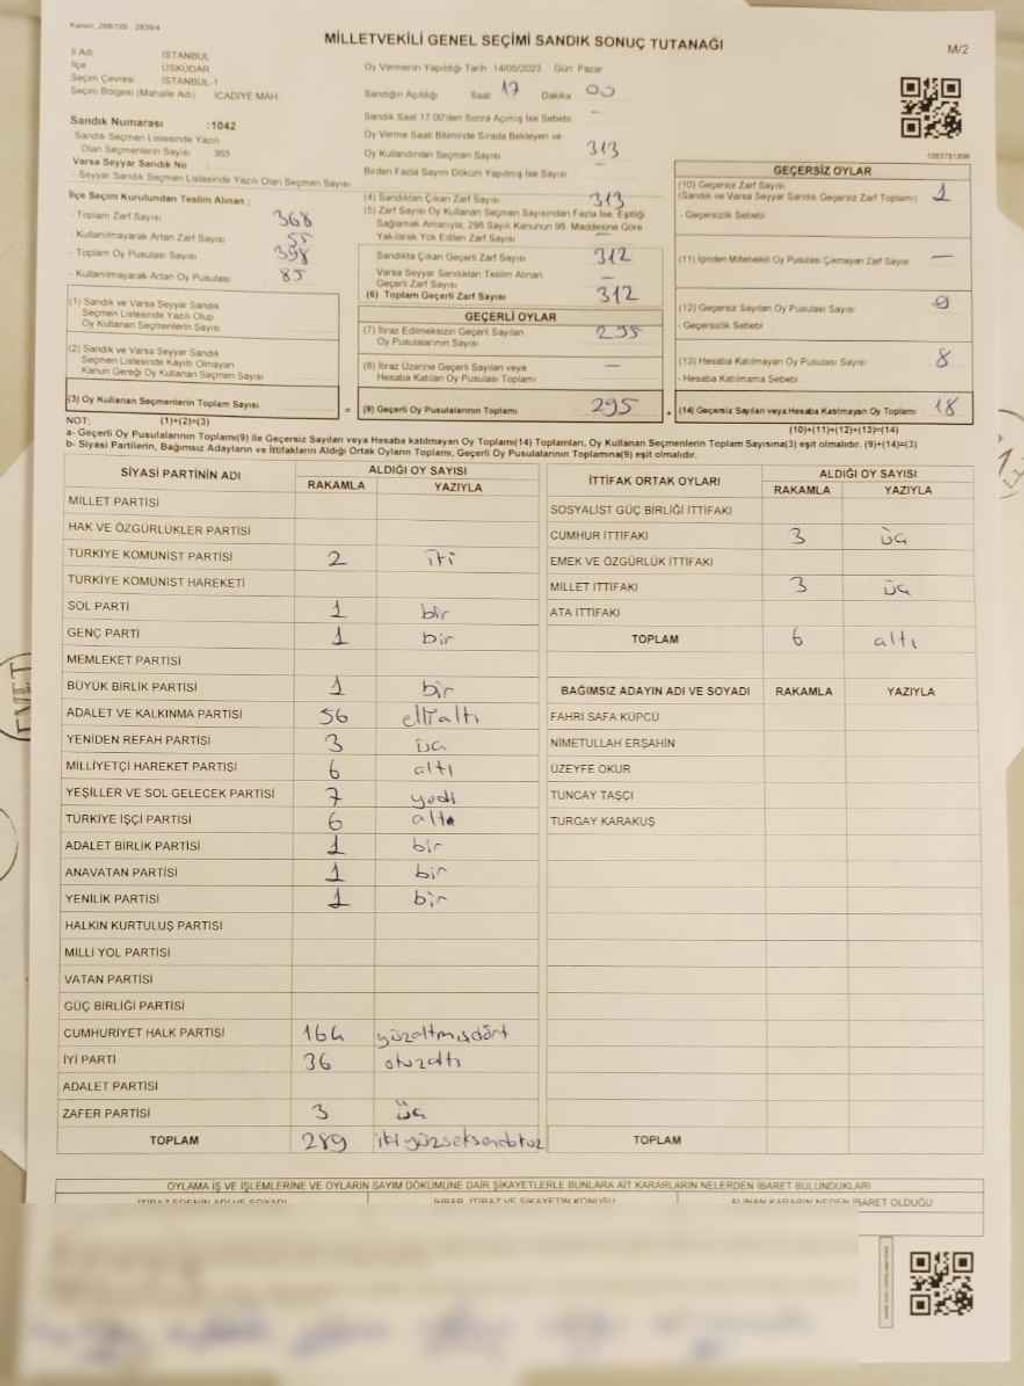 MİLLETVEKİLİ GENEL SEÇİMİ SANDIK SONUÇ TUTANAĞI
M/2
İl Adı İSTANBUL
İlçe ÜSKÜDAR
Seçim Çevresi İSTANBUL-1
Seçim Bölgesi (Mahalle Adı) İCADİYE MAH.
Oy Vermenin Yapıldığı Tarih 14/05/2023 Gün Pazar
Sandığın Açıldığı Saat 17 Dakika 00
Sandık Numarası :1042
Sandık Seçmen Listesinde Yazılı
Olan Seçmenlerin Sayısı
Varsa Seyyar Sandık No
Seyyar Sandık Seçmen Listesinde Yazılı Olan Seçmen Sayısı
Sandık Saat 17.00'den Sonra Açılmış İse Sebebi —
Oy Verme Saati Bitiminde Sırada Bekleyen ve
Oy Kullandırılan Seçmen Sayısı 313
Birden Fazla Sayım Döküm Yapılmış İse Sayısı —
İlçe Seçim Kurulundan Teslim Alınan :
- Toplam Zarf Sayısı 368
- Kullanılmayarak Artan Zarf Sayısı 55
- Toplam Oy Pusulası Sayısı 398
- Kullanılmayarak Artan Oy Pusulası 85
(4) Sandıktan Çıkan Zarf Sayısı 313
(5) Zarf Sayısı Oy Kullanan Seçmen Sayısından Fazla İse, Eşitliği
Sağlamak Amacıyla, 298 Sayılı Kanunun 98. Maddesine Göre
Yakılarak Yok Edilen Zarf Sayısı —
Sandıkta Çıkan Geçerli Zarf Sayısı 312
Varsa Seyyar Sandıktan Teslim Alınan
Geçerli Zarf Sayısı —
(6) Toplam Geçerli Zarf Sayısı 312
GEÇERSİZ OYLAR
(10) Geçersiz Zarf Sayısı
(Sandık ve Varsa Seyyar Sandık Geçersiz Zarf Toplamı) 1
- Geçersizlik Sebebi
(11) İçinden Milletvekili Oy Pusulası Çıkmayan Zarf Sayısı —
(12) Geçersiz Sayılan Oy Pusulası Sayısı 9
- Geçersizlik Sebebi
(13) Hesaba Katılmayan Oy Pusulası Sayısı 8
- Hesaba Katılmama Sebebi
(14) Geçersiz Sayılan veya Hesaba Katılmayan Oy Toplamı 18
(10)+(11)+(12)+(13)=(14)
(1) Sandık ve Varsa Seyyar Sandık
Seçmen Listesinde Yazılı Olup
Oy Kullanan Seçmenlerin Sayısı
(2) Sandık ve Varsa Seyyar Sandık
Seçmen Listesinde Kayıtlı Olmayan
Kanun Gereği Oy Kullanan Seçmen Sayısı
(3) Oy Kullanan Seçmenlerin Toplam Sayısı =
(1)+(2)=(3)
GEÇERLİ OYLAR
(7) İtiraz Edilmeksizin Geçerli Sayılan
Oy Pusulalarının Sayısı 295
(8) İtiraz Üzerine Geçerli Sayılan veya
Hesaba Katılan Oy Pusulası Toplamı —
(9) Geçerli Oy Pusulalarının Toplamı 295 +
NOT:
a- Geçerli Oy Pusulalarının Toplamı(9) ile Geçersiz Sayılan veya Hesaba katılmayan Oy Toplamı(14) Toplamları, Oy Kullanan Seçmenlerin Toplam Sayısına(3) eşit olmalıdır. (9)+(14)=(3)
b- Siyasi Partilerin, Bağımsız Adayların ve İttifakların Aldığı Oyların Toplamı, Geçerli Oy Pusulalarının Toplamına(9) eşit olmalıdır.
SİYASİ PARTİNİN ADI ALDIĞI OY SAYISI
RAKAMLA YAZIYLA
MİLLET PARTİSİ
HAK VE ÖZGÜRLÜKLER PARTİSİ
TÜRKİYE KOMÜNİST PARTİSİ 2 iki
TÜRKİYE KOMÜNİST HAREKETİ
SOL PARTİ 1 bir
GENÇ PARTİ 1 bir
MEMLEKET PARTİSİ
BÜYÜK BİRLİK PARTİSİ 1 bir
ADALET VE KALKINMA PARTİSİ 56 ellialtı
YENİDEN REFAH PARTİSİ 3 üç
MİLLİYETÇİ HAREKET PARTİSİ 6 altı
YEŞİLLER VE SOL GELECEK PARTİSİ 7 yedi
TÜRKİYE İŞÇİ PARTİSİ 6 altı
ADALET BİRLİK PARTİSİ 1 bir
ANAVATAN PARTİSİ 1 bir
YENİLİK PARTİSİ 1 bir
HALKIN KURTULUŞ PARTİSİ
MİLLİ YOL PARTİSİ
VATAN PARTİSİ
GÜÇ BİRLİĞİ PARTİSİ
CUMHURİYET HALK PARTİSİ 164 yüzaltmışdört
İYİ PARTİ 36 otuzaltı
ADALET PARTİSİ
ZAFER PARTİSİ 3 üç
TOPLAM 289 ikiyüzseksendokuz
İTTİFAK ORTAK OYLARI ALDIĞI OY SAYISI
RAKAMLA YAZIYLA
SOSYALİST GÜÇ BİRLİĞİ İTTİFAKI
CUMHUR İTTİFAKI 3 üç
EMEK VE ÖZGÜRLÜK İTTİFAKI
MİLLET İTTİFAKI 3 üç
ATA İTTİFAKI
TOPLAM 6 altı
BAĞIMSIZ ADAYIN ADI VE SOYADI RAKAMLA YAZIYLA
FAHRİ SAFA KÜPCÜ
NİMETULLAH ERŞAHİN
ÜZEYFE OKUR
TUNCAY TAŞCI
TURGAY KARAKUŞ
TOPLAM
OYLAMA İŞ VE İŞLEMLERİNE VE OYLARIN SAYIM DÖKÜMÜNE DAİR ŞİKAYETLERLE BUNLARA AİT KARARLARIN NELERDEN İBARET BULUNDUKLARI
İTİRAZ EDENİN ADI VE SOYADI İHBAR, İTİRAZ VE ŞİKAYETİN KONUSU ALINAN KARARIN NEDEN İBARET OLDUĞU
EVET